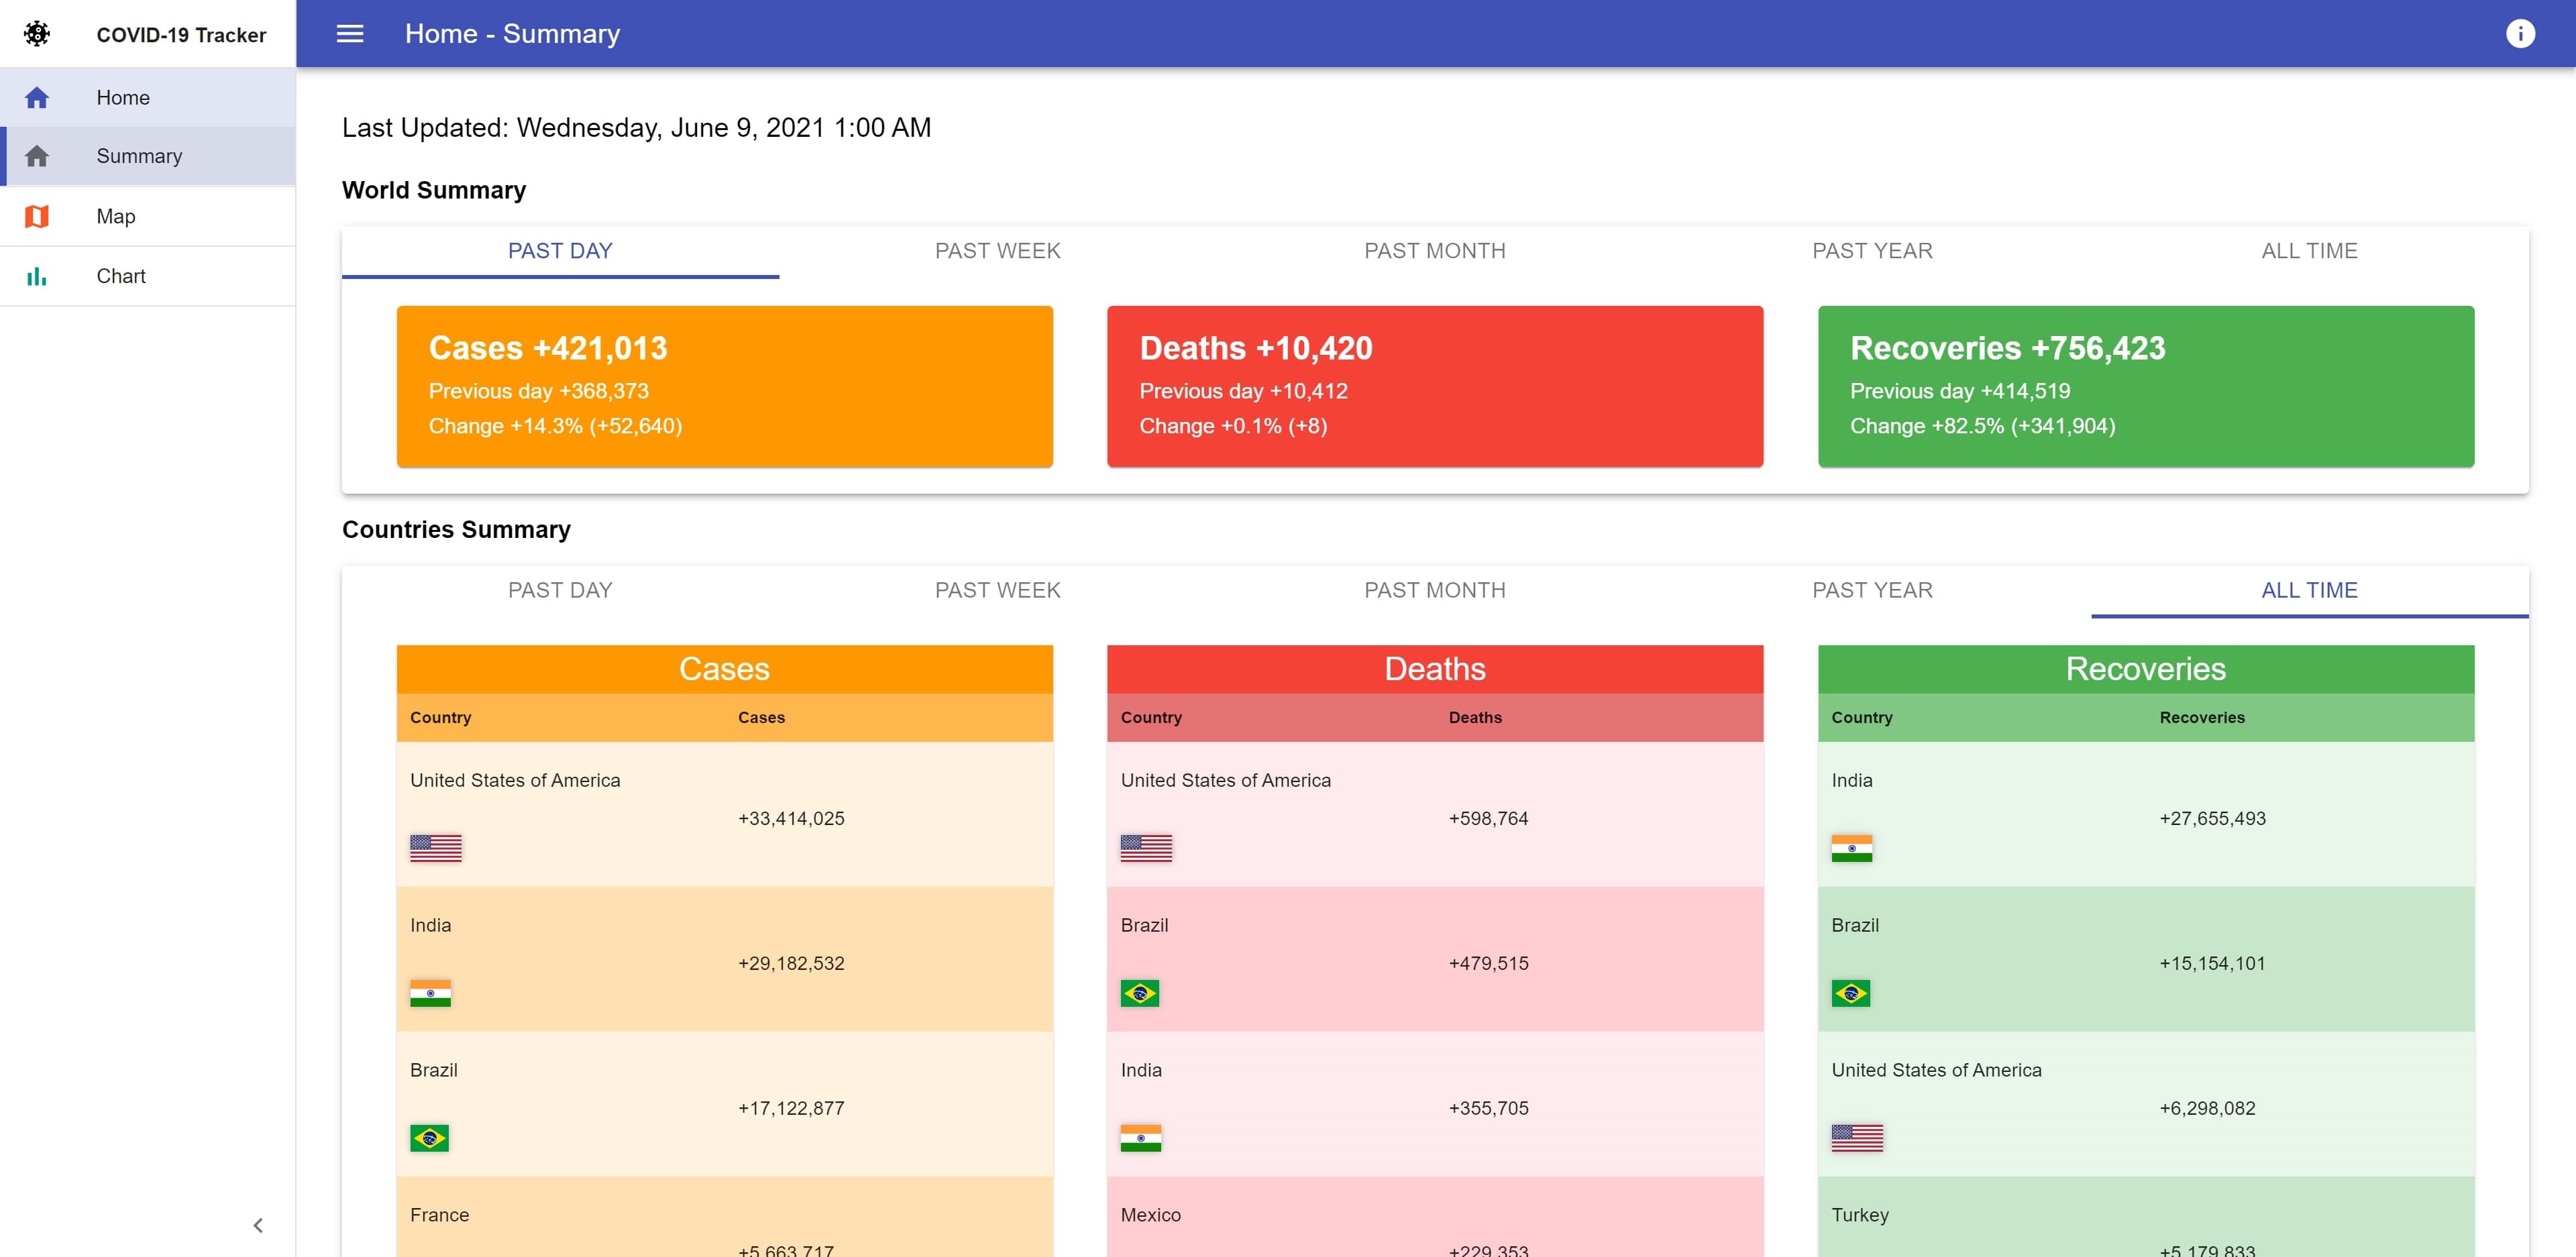 COVID-19 Tracker
Home - Summary
Home
Summary
Map
Chart
Last Updated: Wednesday, June 9, 2021 1:00 AM
World Summary
PAST DAY PAST WEEK PAST MONTH PAST YEAR ALL TIME
Cases +421,013
Previous day +368,373
Change +14.3% (+52,640)
Deaths +10,420
Previous day +10,412
Change +0.1% (+8)
Recoveries +756,423
Previous day +414,519
Change +82.5% (+341,904)
Countries Summary
PAST DAY PAST WEEK PAST MONTH PAST YEAR ALL TIME
Cases
Country Cases
United States of America
+33,414,025
India
+29,182,532
Brazil
+17,122,877
France
+5,663,717
Deaths
Country Deaths
United States of America
+598,764
Brazil
+479,515
India
+355,705
Mexico
+229,353
Recoveries
Country Recoveries
India
+27,655,493
Brazil
+15,154,101
United States of America
+6,298,082
Turkey
+5,179,833